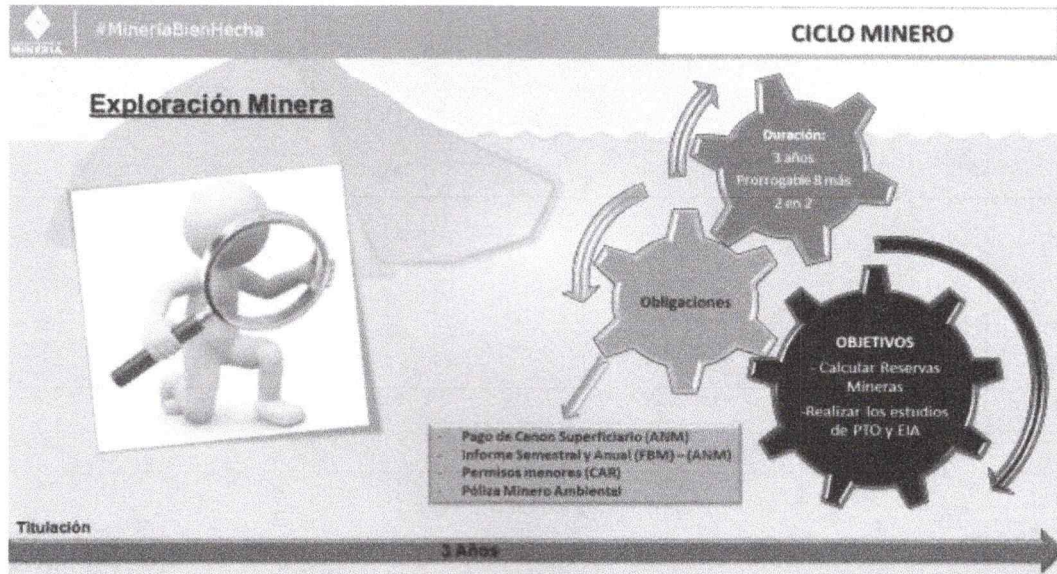 MINERÍA
#MineríaBienHecha
CICLO MINERO
Exploración Minera
Duración:
3 años
Prorrogable 8 más
2 en 2
Obligaciones
OBJETIVOS
- Calcular Reservas
Mineras
-Realizar los estudios
de PTO y EIA
- Pago de Canon Superficiario (ANM)
- Informe Semestral y Anual (FBM) – (ANM)
- Permisos menores (CAR)
- Póliza Minero Ambiental
Titulación
3 Años